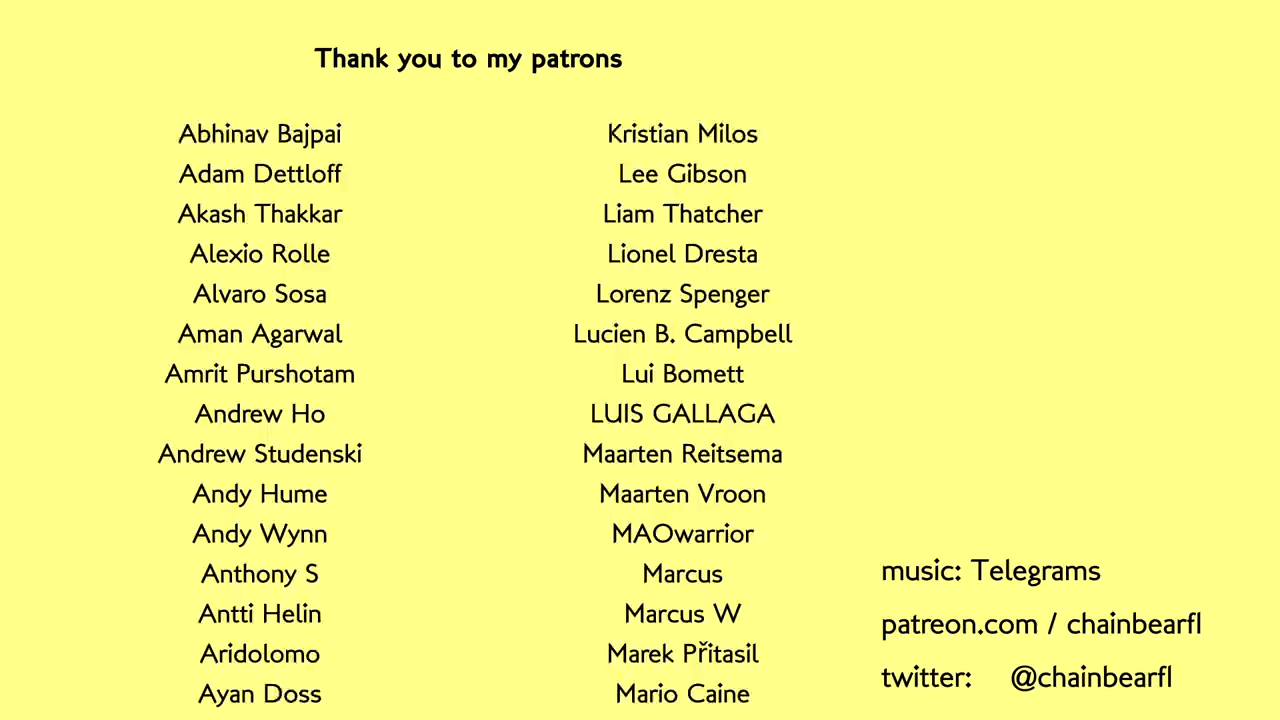 Thank you to my patrons
Abhinav Bajpai
Adam Dettloff
Akash Thakkar
Alexio Rolle
Alvaro Sosa
Aman Agarwal
Amrit Purshotam
Andrew Ho
Andrew Studenski
Andy Hume
Andy Wynn
Anthony S
Antti Helin
Aridolomo
Ayan Doss
Kristian Milos
Lee Gibson
Liam Thatcher
Lionel Dresta
Lorenz Spenger
Lucien B. Campbell
Lui Bomett
LUIS GALLAGA
Maarten Reitsema
Maarten Vroon
MAOwarrior
Marcus
Marcus W
Marek Přitasil
Mario Caine
music: Telegrams
patreon.com / chainbearf1
twitter: @chainbearf1